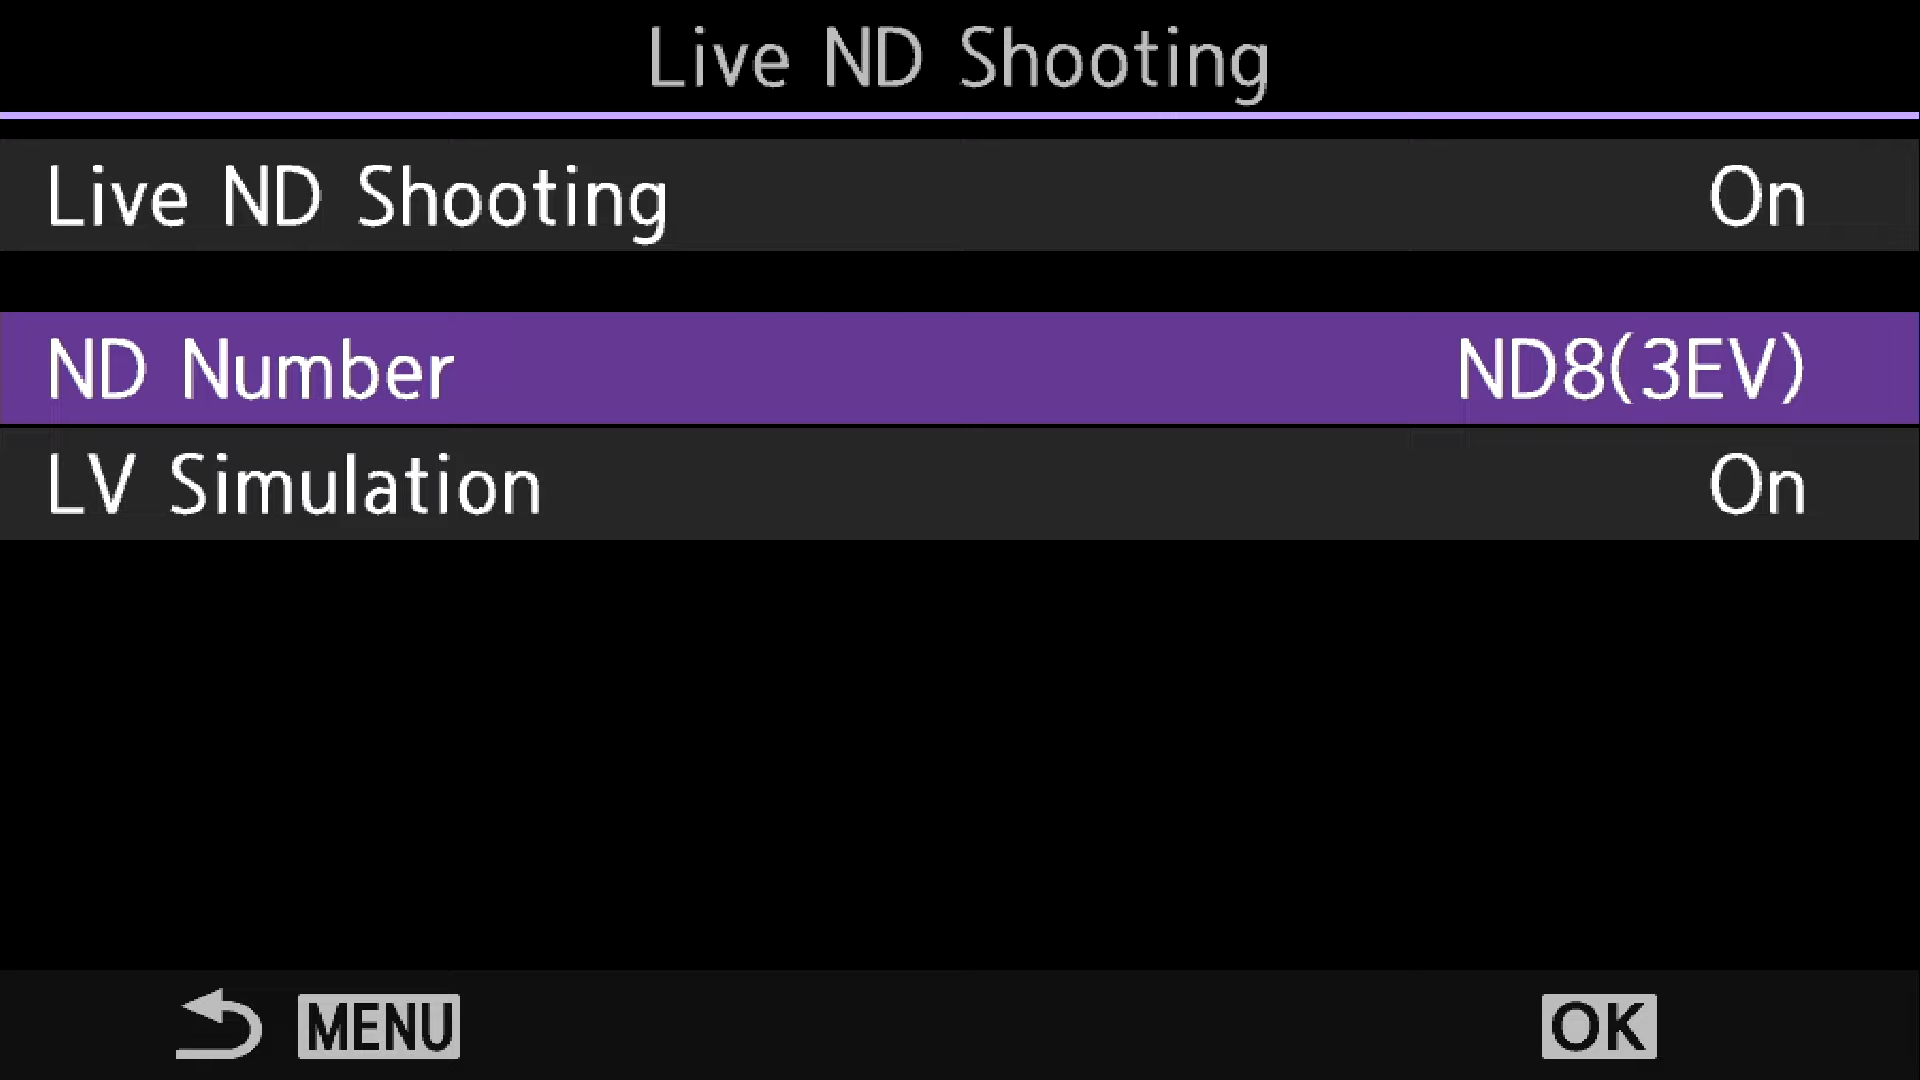 Live ND Shooting
Live ND Shooting On
ND Number ND8(3EV)
LV Simulation On
MENU OK